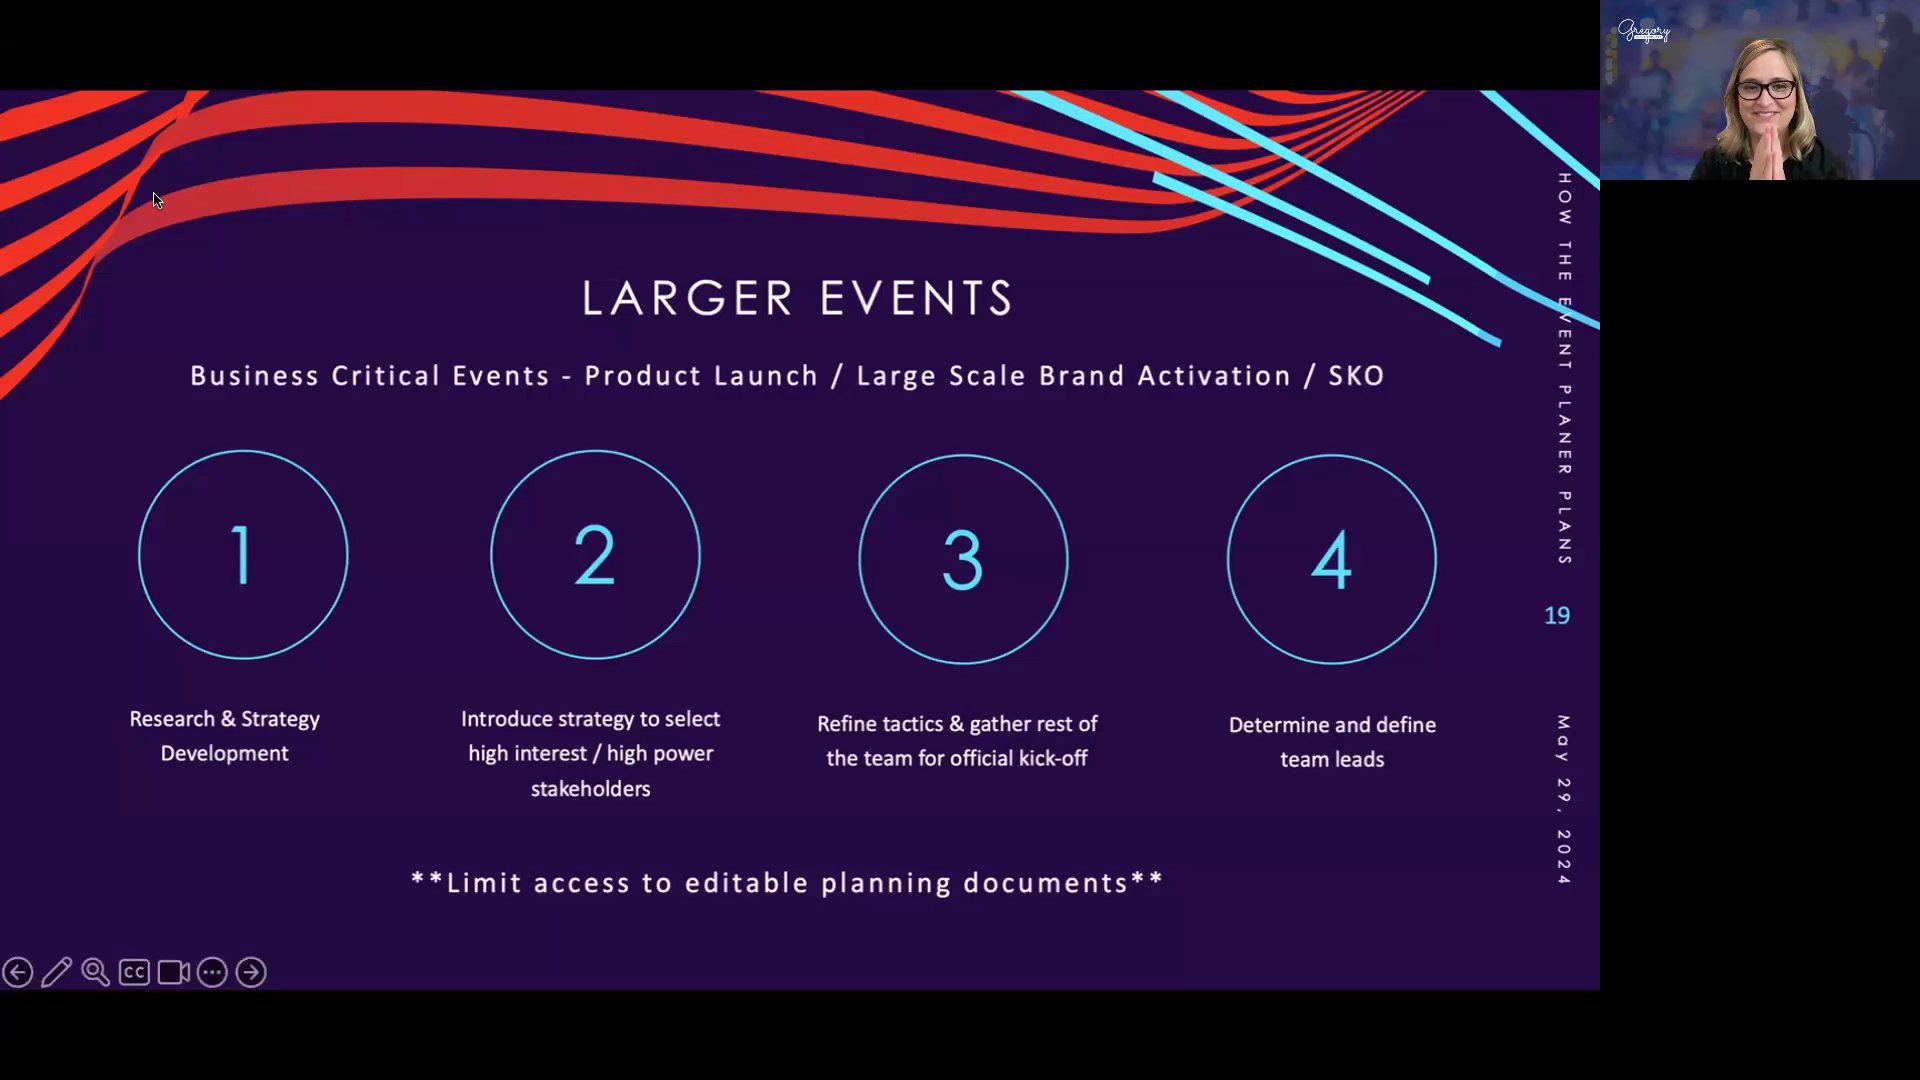 Gregory
LARGER EVENTS
Business Critical Events - Product Launch / Large Scale Brand Activation / SKO
1
2
3
4
Research & Strategy
Development
Introduce strategy to select
high interest / high power
stakeholders
Refine tactics & gather rest of
the team for official kick-off
Determine and define
team leads
**Limit access to editable planning documents**
HOW THE EVENT PLANER PLANS
19
May 29, 2024
CC